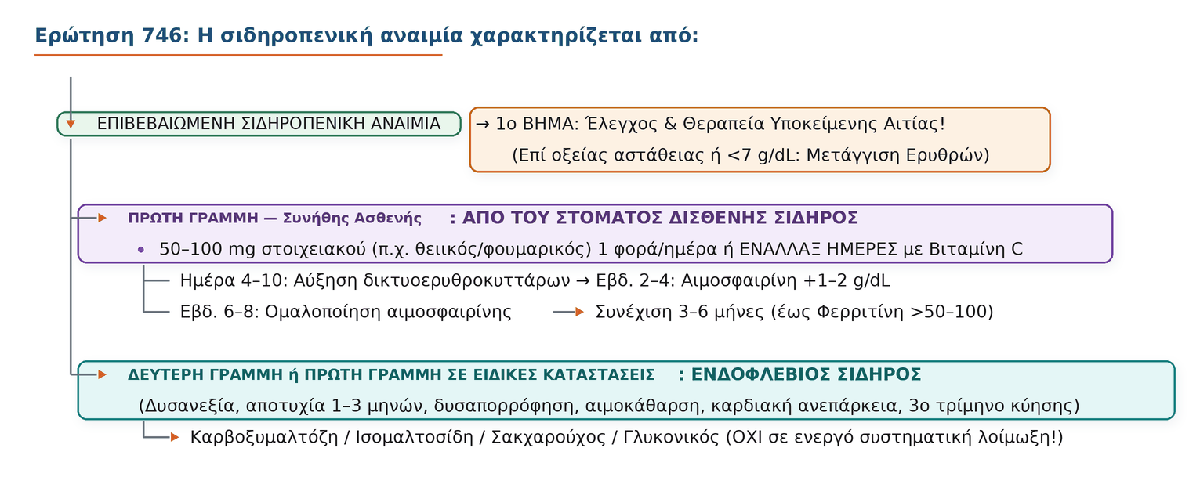 Ερώτηση 746: Η σιδηροπενική αναιμία χαρακτηρίζεται από:
ΕΠΙΒΕΒΑΙΩΜΕΝΗ ΣΙΔΗΡΟΠΕΝΙΚΗ ΑΝΑΙΜΙΑ → 1ο ΒΗΜΑ: Έλεγχος & Θεραπεία Υποκείμενης Αιτίας!
(Επί οξείας αστάθειας ή <7 g/dL: Μετάγγιση Ερυθρών)
ΠΡΩΤΗ ΓΡΑΜΜΗ — Συνήθης Ασθενής : ΑΠΟ ΤΟΥ ΣΤΟΜΑΤΟΣ ΔΙΣΘΕΝΗΣ ΣΙΔΗΡΟΣ
• 50–100 mg στοιχειακού (π.χ. θειικός/φουμαρικός) 1 φορά/ημέρα ή ΕΝΑΛΛΑΞ ΗΜΕΡΕΣ με Βιταμίνη C
Ημέρα 4–10: Αύξηση δικτυοερυθροκυττάρων → Εβδ. 2–4: Αιμοσφαιρίνη +1–2 g/dL
Εβδ. 6–8: Ομαλοποίηση αιμοσφαιρίνης Συνέχιση 3–6 μήνες (έως Φερριτίνη >50–100)
ΔΕΥΤΕΡΗ ΓΡΑΜΜΗ ή ΠΡΩΤΗ ΓΡΑΜΜΗ ΣΕ ΕΙΔΙΚΕΣ ΚΑΤΑΣΤΑΣΕΙΣ : ΕΝΔΟΦΛΕΒΙΟΣ ΣΙΔΗΡΟΣ
(Δυσανεξία, αποτυχία 1–3 μηνών, δυσαπορρόφηση, αιμοκάθαρση, καρδιακή ανεπάρκεια, 3ο τρίμηνο κύησης)
Καρβοξυμαλτόζη / Ισομαλτοσίδη / Σακχαρούχος / Γλυκονικός (ΟΧΙ σε ενεργό συστηματική λοίμωξη!)